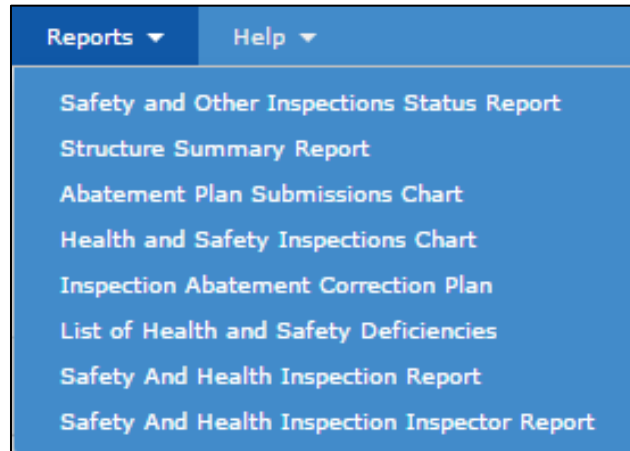 Reports Help
Safety and Other Inspections Status Report
Structure Summary Report
Abatement Plan Submissions Chart
Health and Safety Inspections Chart
Inspection Abatement Correction Plan
List of Health and Safety Deficiencies
Safety And Health Inspection Report
Safety And Health Inspection Inspector Report